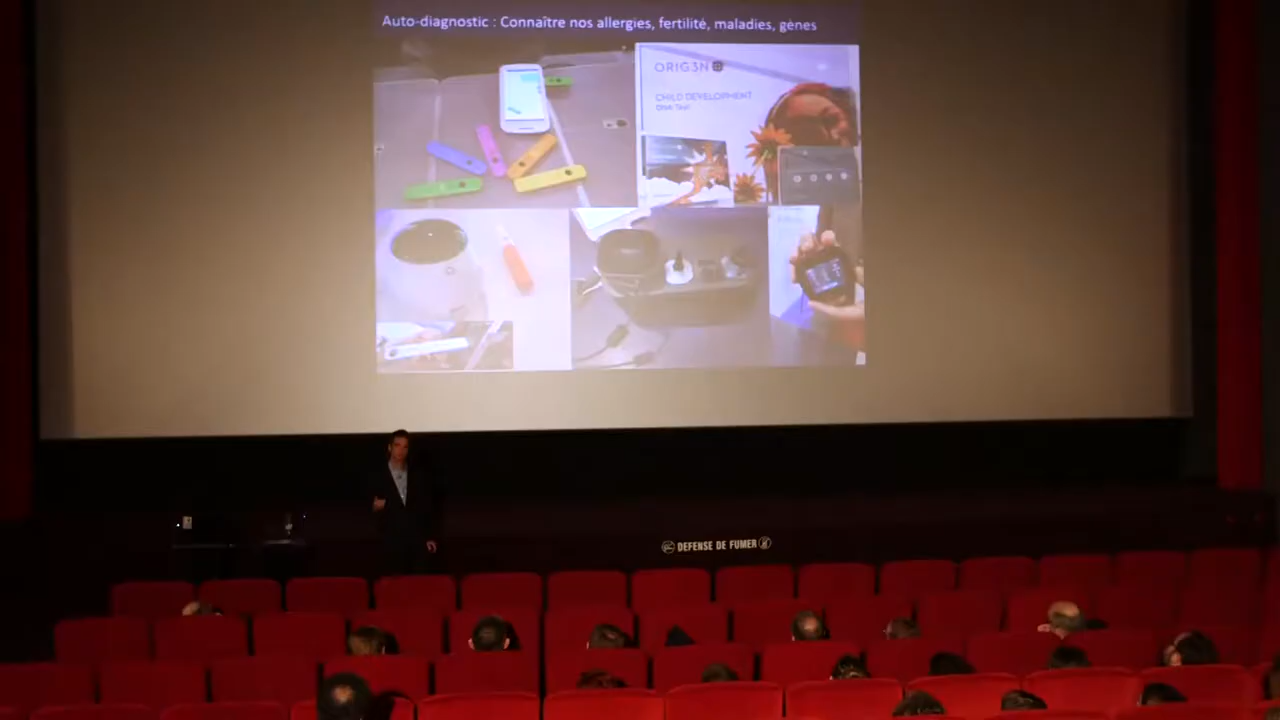 Auto-diagnostic : Connaître nos allergies, fertilité, maladies, gènes
ORIG3N
CHILD DEVELOPMENT
DNA Test
DEFENSE DE FUMER